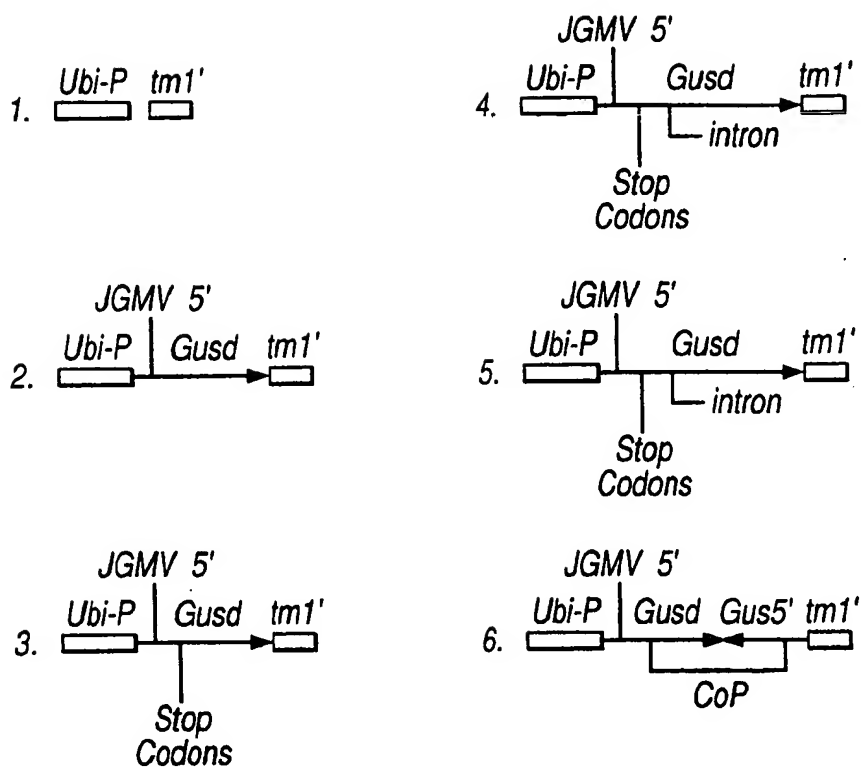 1.
Ubi-P tm1'
2.
JGMV 5'
Ubi-P Gusd tm1'
3.
JGMV 5'
Ubi-P Gusd tm1'
Stop
Codons
4.
JGMV 5'
Ubi-P Gusd tm1'
intron
Stop
Codons
5.
JGMV 5'
Ubi-P Gusd tm1'
intron
Stop
Codons
6.
JGMV 5'
Ubi-P Gusd Gus5' tm1'
CoP